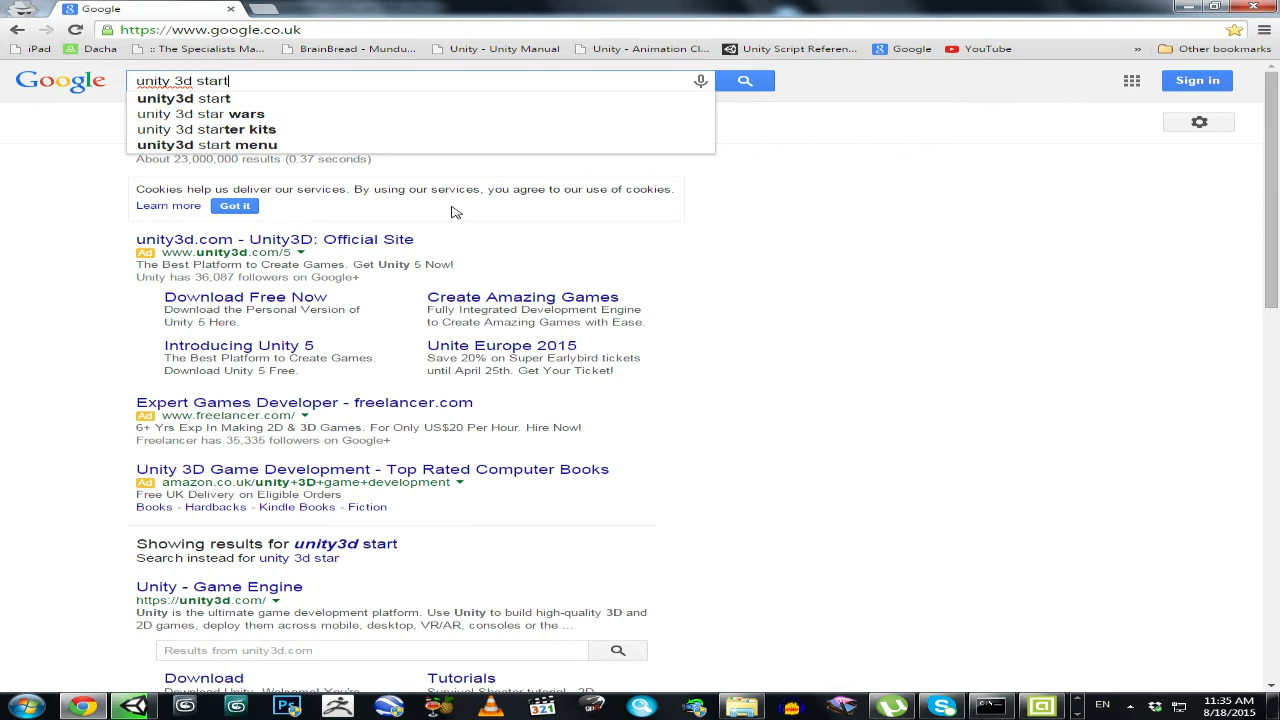 Google
https://www.google.co.uk
iPad
Dacha
:: The Specialists Ma...
BrainBread - Mundu...
Unity - Unity Manual
Unity - Animation Cl...
Unity Script Referen...
Google
YouTube
»
Other bookmarks
Google
unity 3d start
Sign in
unity3d start
unity 3d star wars
unity 3d starter kits
unity3d start menu
About 23,000,000 results (0.37 seconds)
Cookies help us deliver our services. By using our services, you agree to our use of cookies.
Learn more Got it
unity3d.com - Unity3D: Official Site
Ad www.unity3d.com/5
The Best Platform to Create Games. Get Unity 5 Now!
Unity has 36,087 followers on Google+
Download Free Now
Download the Personal Version of
Unity 5 Here.
Create Amazing Games
Fully Integrated Development Engine
to Create Amazing Games with Ease.
Introducing Unity 5
The Best Platform to Create Games.
Download Unity 5 Free.
Unite Europe 2015
Save 20% on Super Earlybird tickets
until April 25th. Get Your Ticket!
Expert Games Developer - freelancer.com
Ad www.freelancer.com/
6+ Yrs Exp In Making 2D & 3D Games. For Only US$20 Per Hour. Hire Now!
Freelancer has 35,335 followers on Google+
Unity 3D Game Development - Top Rated Computer Books
Ad amazon.co.uk/unity+3D+game+development
Free UK Delivery on Eligible Orders
Books - Hardbacks - Kindle Books - Fiction
Showing results for unity3d start
Search instead for unity 3d star
Unity - Game Engine
https://unity3d.com/
Unity is the ultimate game development platform. Use Unity to build high-quality 3D and
2D games, deploy them across mobile, desktop, VR/AR, consoles or the ...
Results from unity3d.com
Download
Download Unity. Welcome! You're
Tutorials
Survival Shooter tutorial - 2D
EN
11:35 AM
8/18/2015